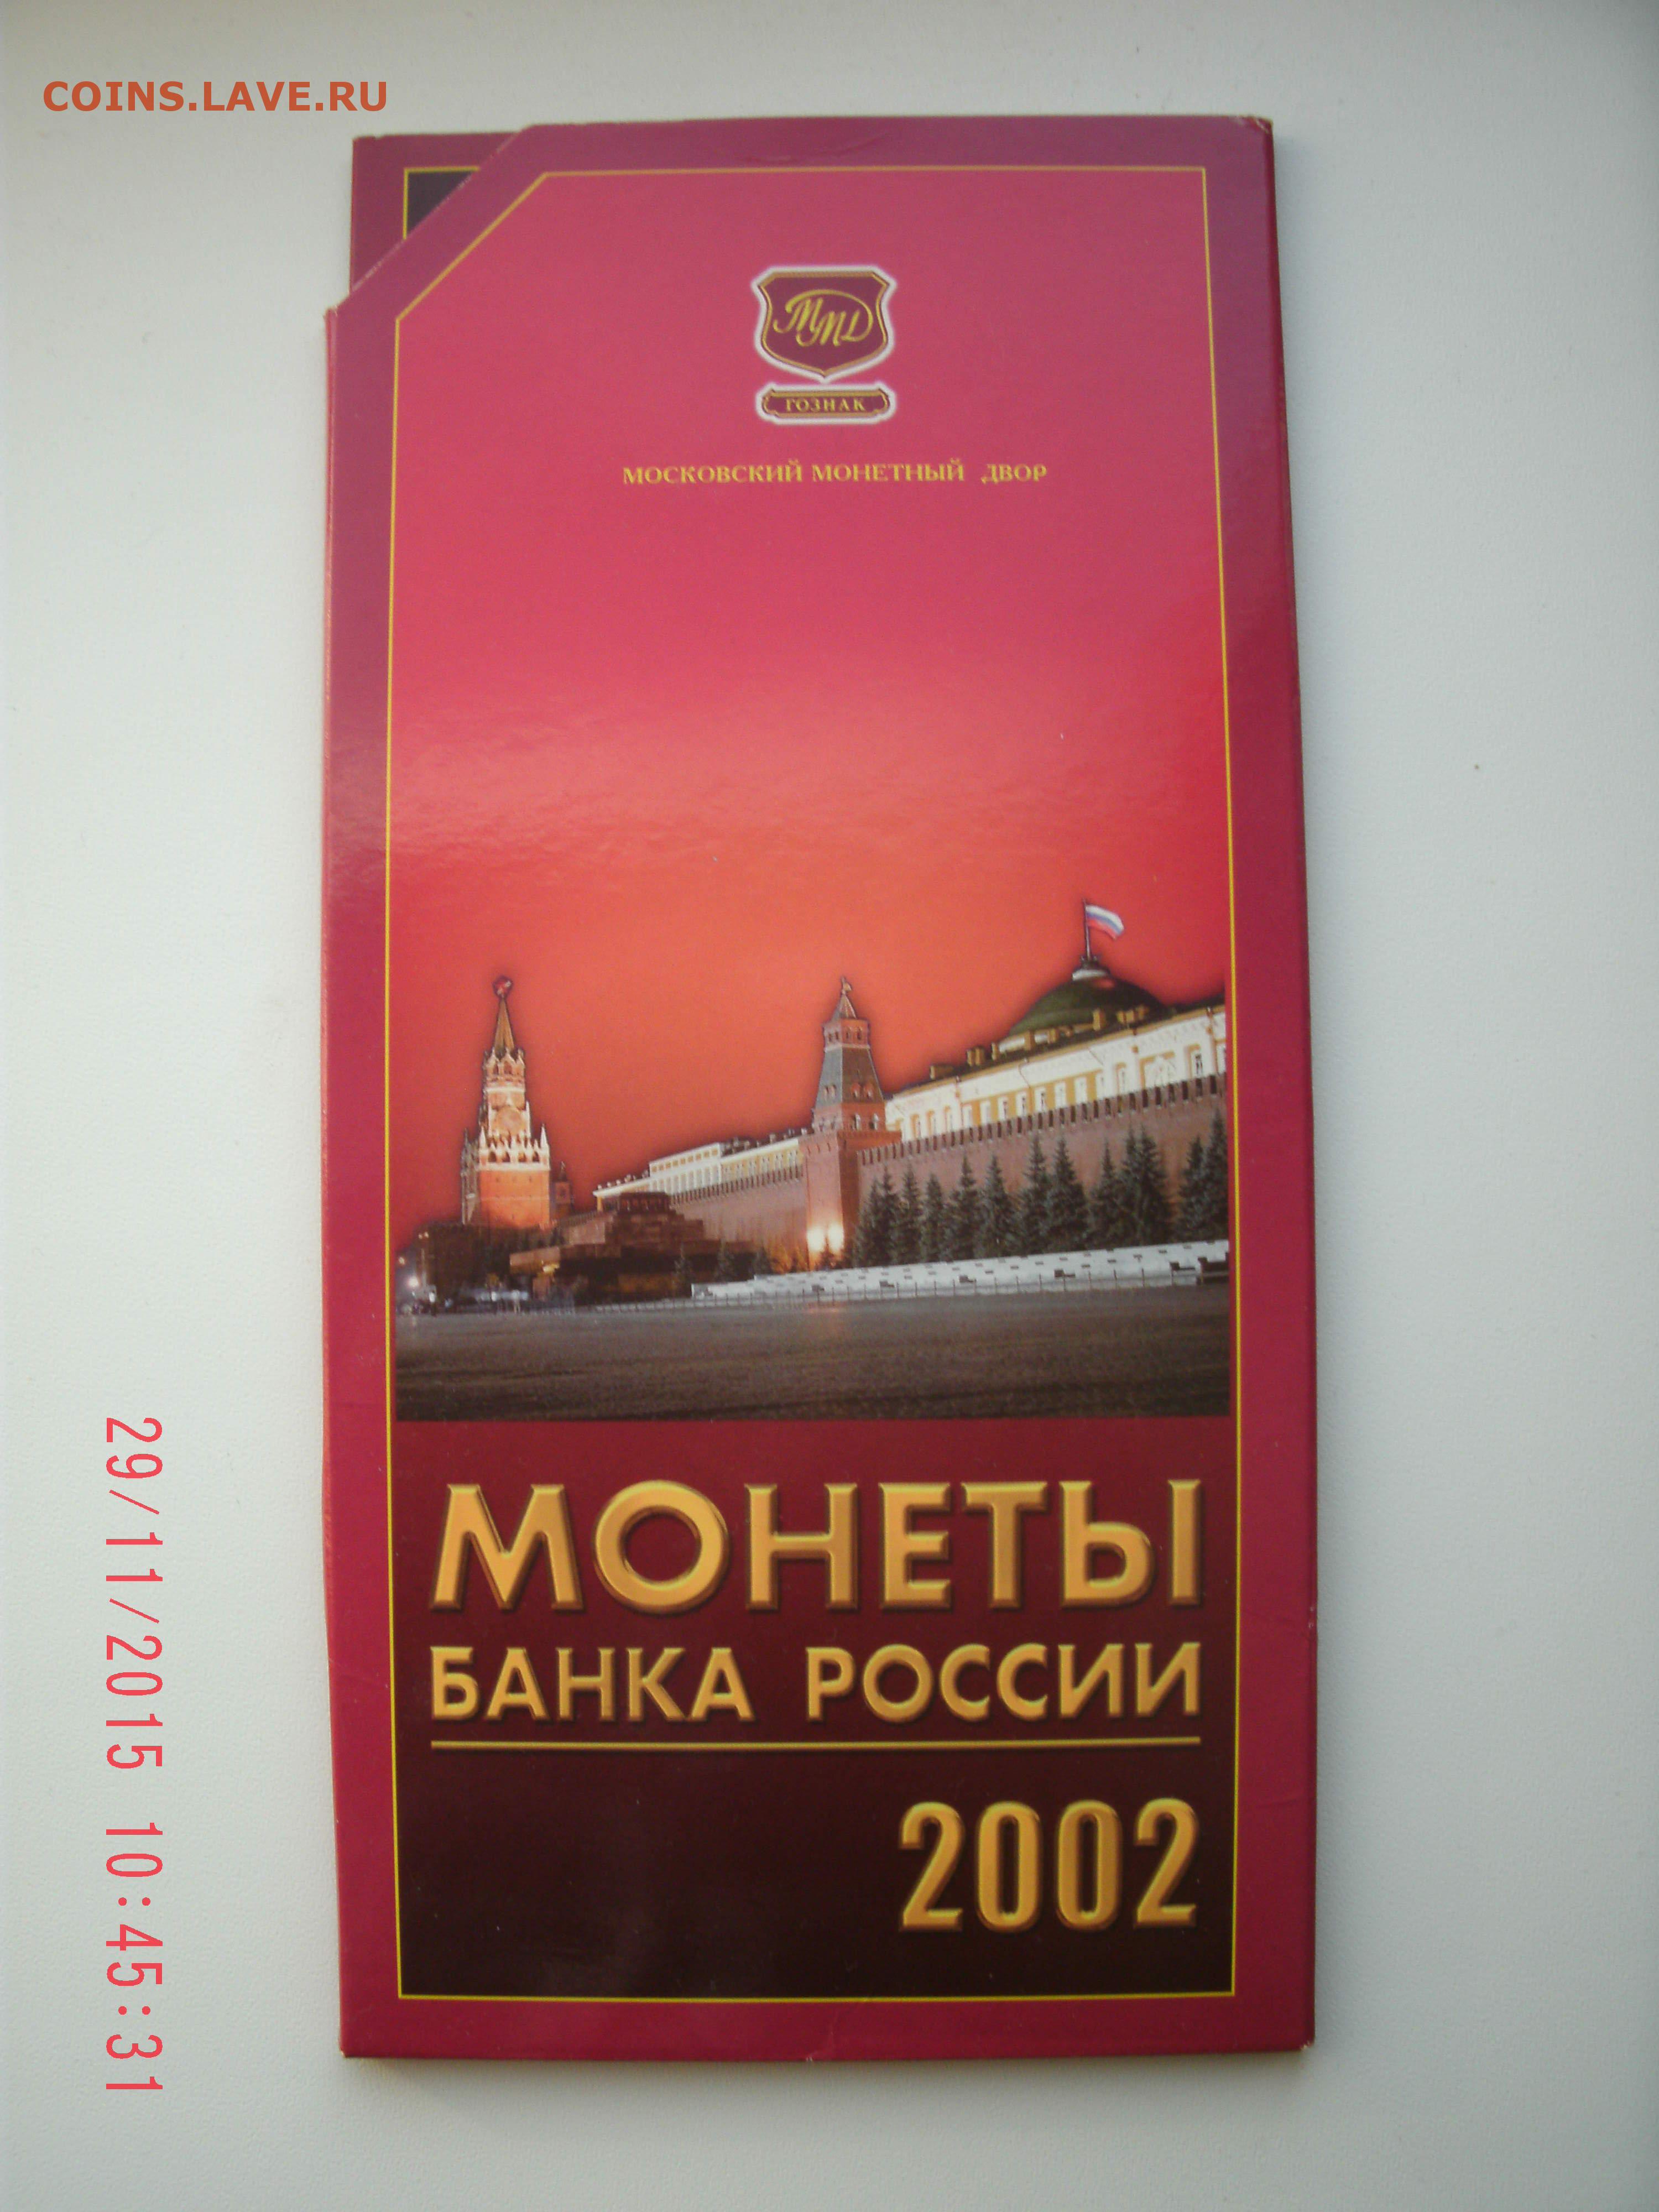 COINS.LAVE.RU
ММД
ГОЗНАК
МОСКОВСКИЙ МОНЕТНЫЙ ДВОР
МОНЕТЫ
БАНКА РОССИИ
2002
29/11/2015 10:45:31